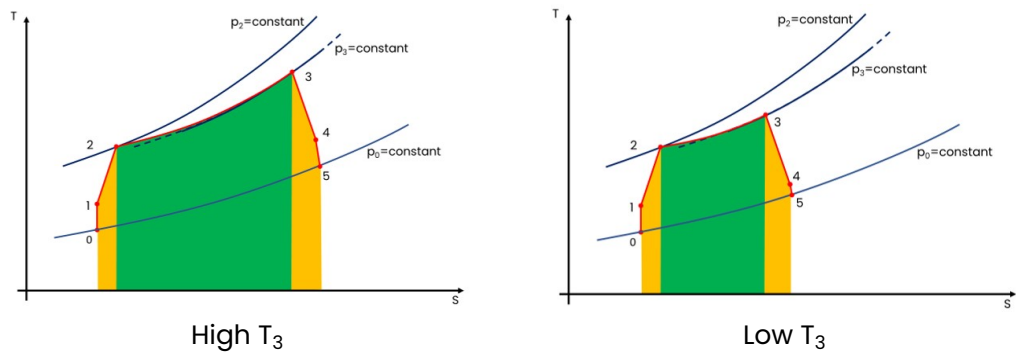 T
p₂=constant
p₃=constant
3
2
4
p₀=constant
5
1
0
S
High T₃
T
p₂=constant
p₃=constant
3
2
p₀=constant
4
5
1
0
S
Low T₃